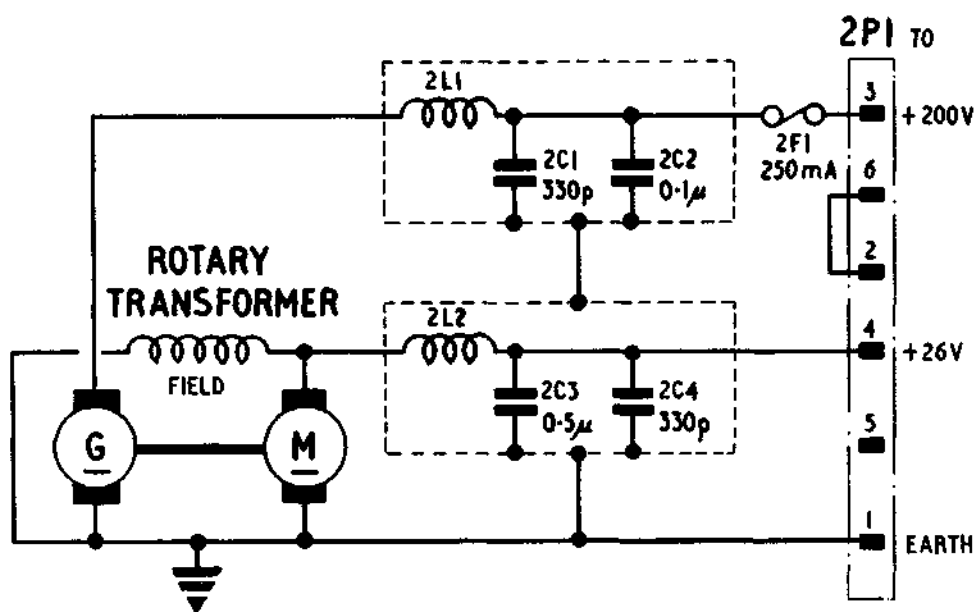 2P1 TO
2L1
3
+200V
2C1
330p
2C2
0·1μ
2F1
250mA
6
2
ROTARY
TRANSFORMER
2L2
4
+26V
FIELD
2C3
0·5μ
2C4
330p
5
G
M
1
EARTH